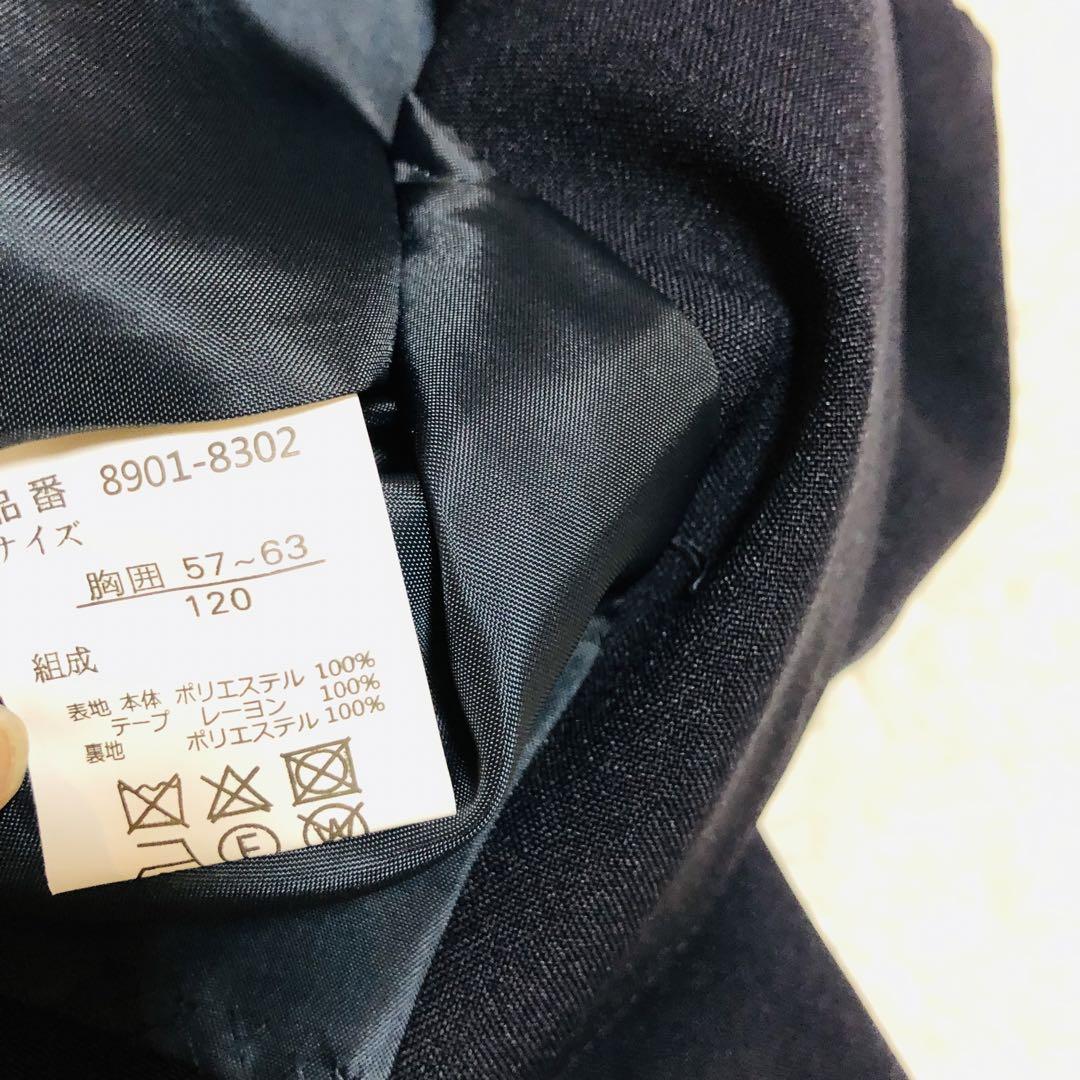 品番 8901-8302
サイズ
胸囲 57~63
120
組成
表地 本体 ポリエステル 100%
テープ レーヨン 100%
裏地 ポリエステル 100%
F
W